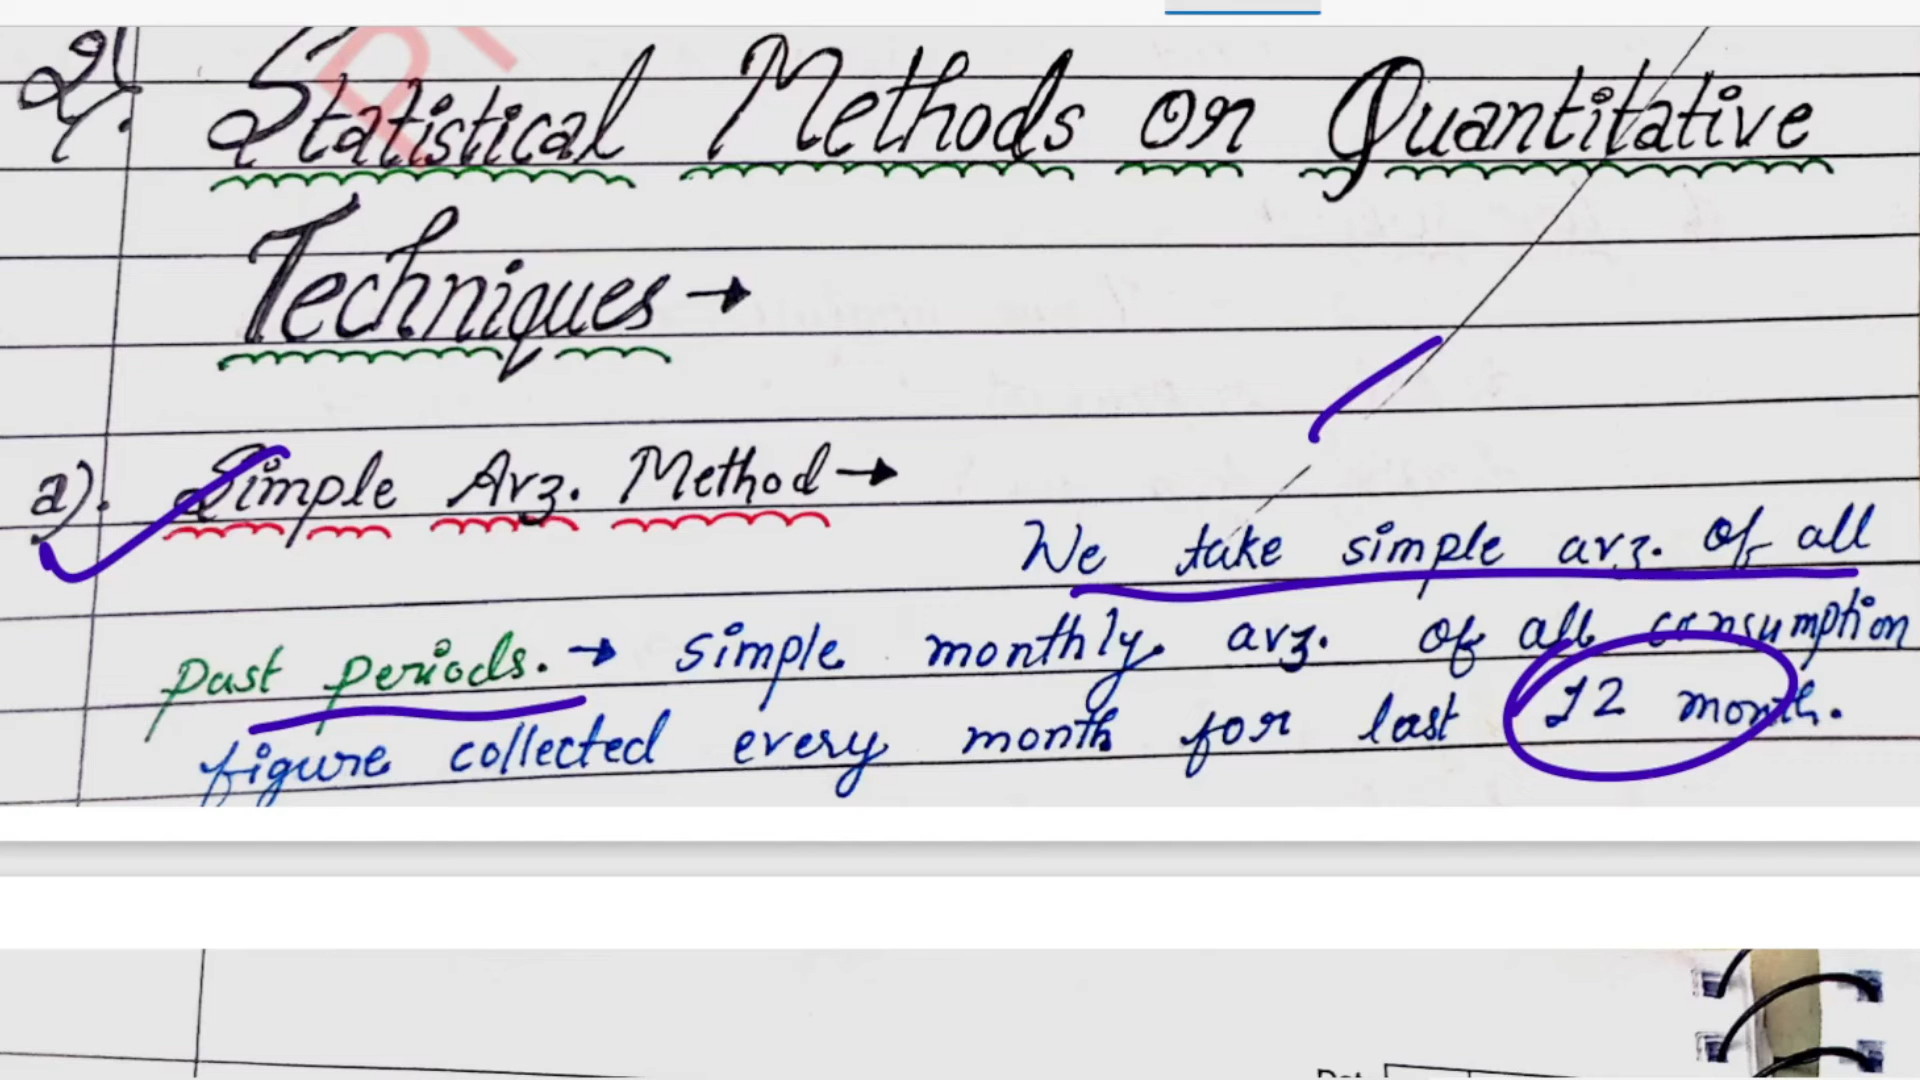 2.
Statistical Methods or Quantitative
Techniques →
a). Simple Avg. Method →
We take simple avg. of all
past periods. → simple monthly avg. of all consumption
figure collected every month for last 12 month.